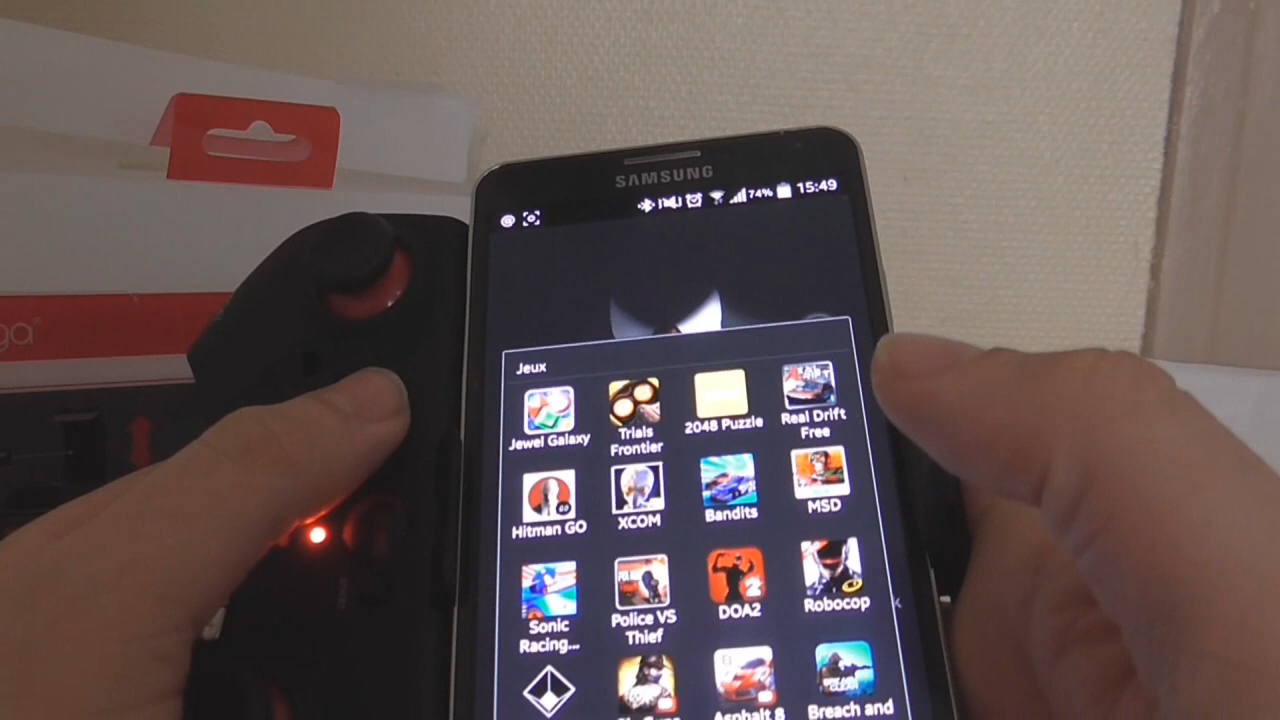 SAMSUNG
74% 15:49
ga
Jeux
Jewel Galaxy
Trials
Frontier
2048 Puzzle
Real Drift
Free
Hitman GO
XCOM
Bandits
MSD
Sonic
Racing...
Police VS
Thief
DOA2
Robocop
Asphalt 8
Breach and